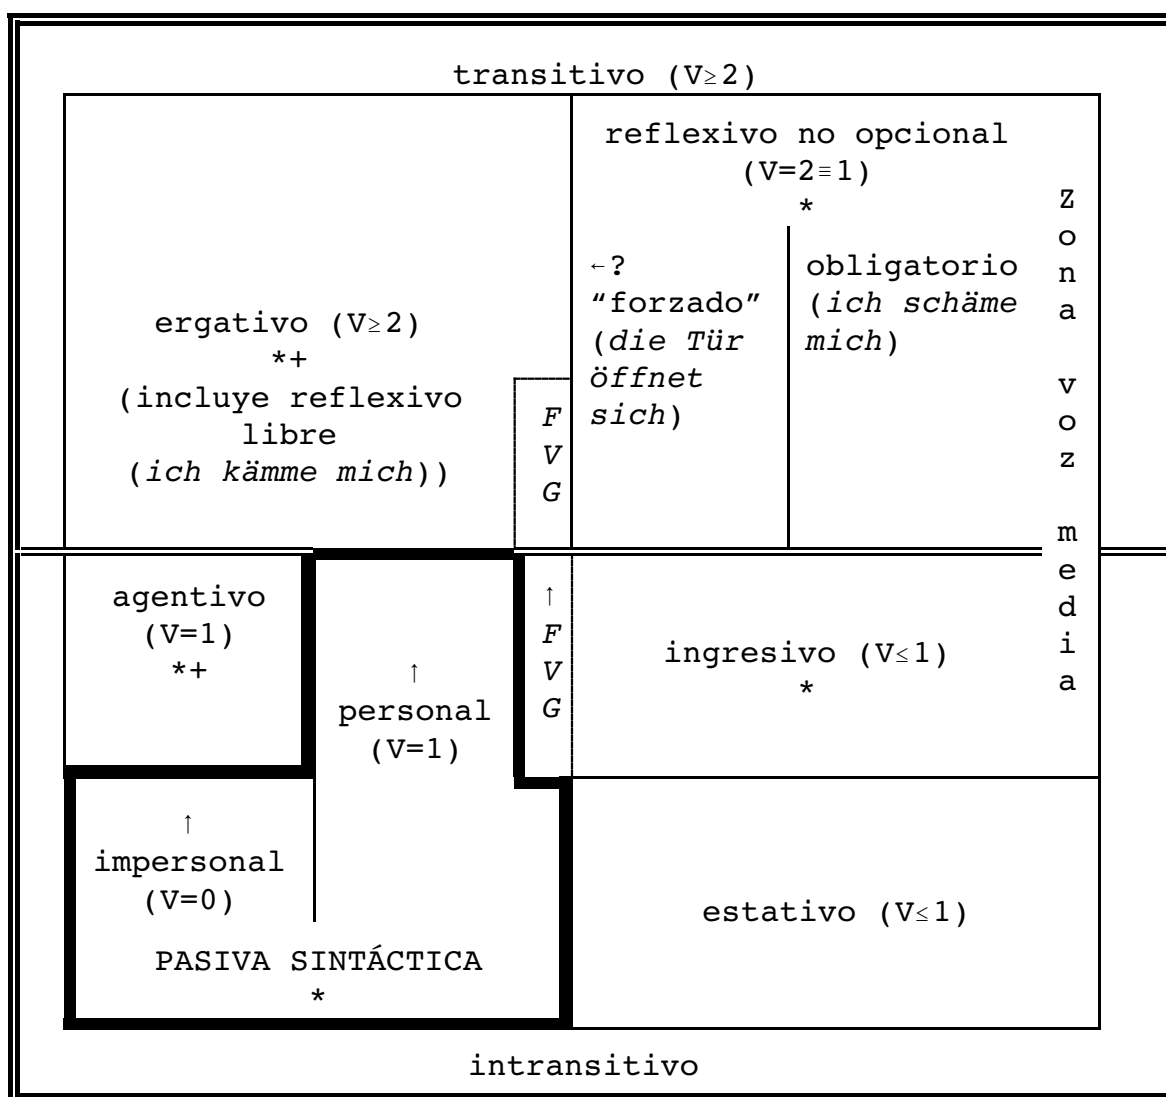 transitivo (V≥2)
ergativo (V≥2)
*+
(incluye reflexivo
libre
(ich kämme mich))
F
V
G
reflexivo no opcional
(V=2≡1)
*
←?
“forzado”
(die Tür
öffnet
sich)
obligatorio
(ich schäme
mich)
Z
o
n
a
v
o
z
m
e
d
i
a
agentivo
(V=1)
*+
↑
personal
(V=1)
↑
F
V
G
ingresivo (V≤1)
*
↑
impersonal
(V=0)
PASIVA SINTÁCTICA
*
estativo (V≤1)
intransitivo